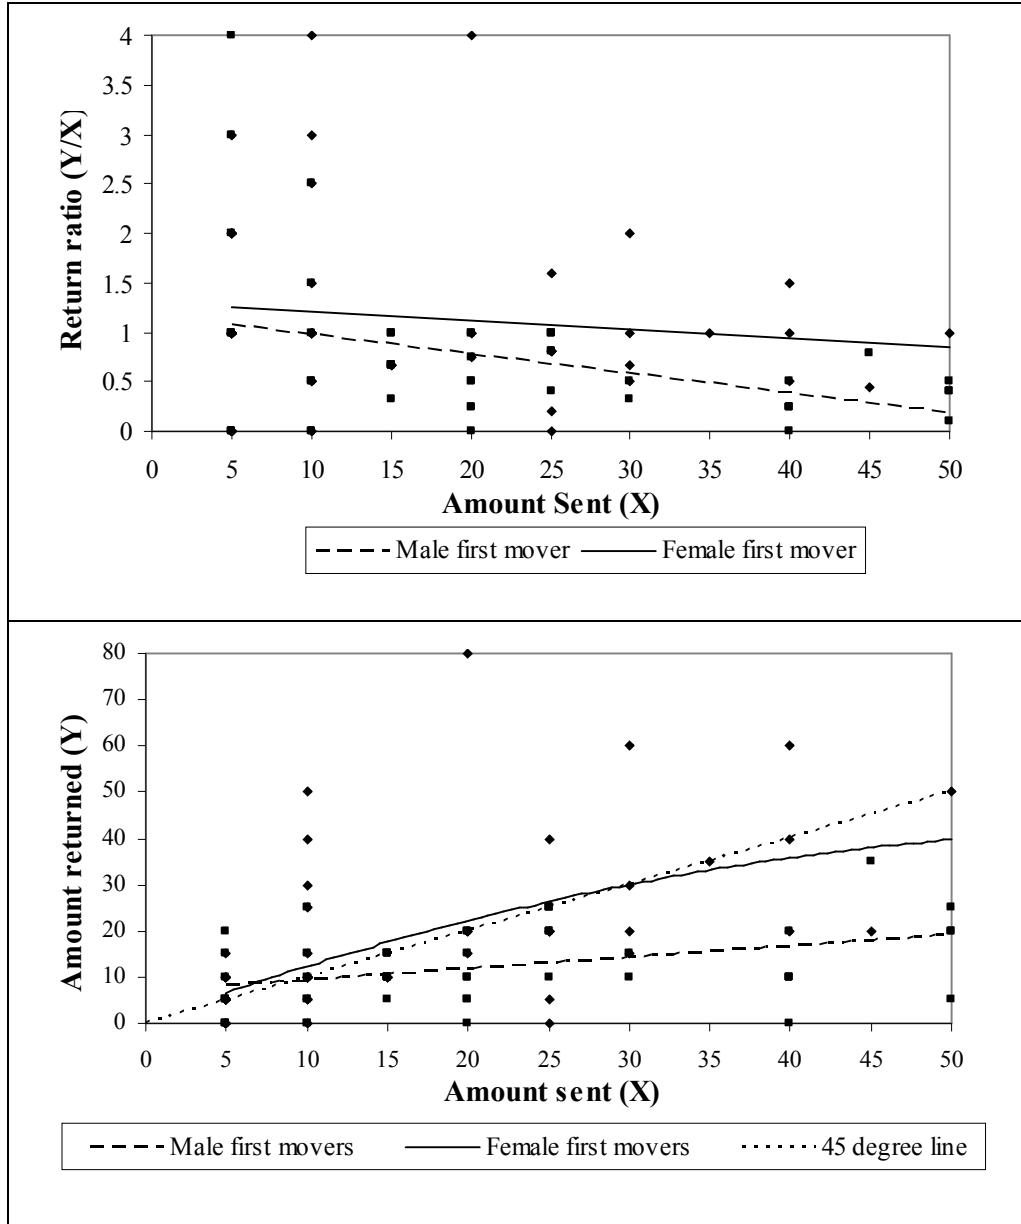 4
3.5
3
2.5
2
1.5
1
0.5
0
Return ratio (Y/X)
0 5 10 15 20 25 30 35 40 45 50
Amount Sent (X)
Male first mover Female first mover
80
70
60
50
40
30
20
10
0
Amount returned (Y)
0 5 10 15 20 25 30 35 40 45 50
Amount sent (X)
Male first movers Female first movers 45 degree line